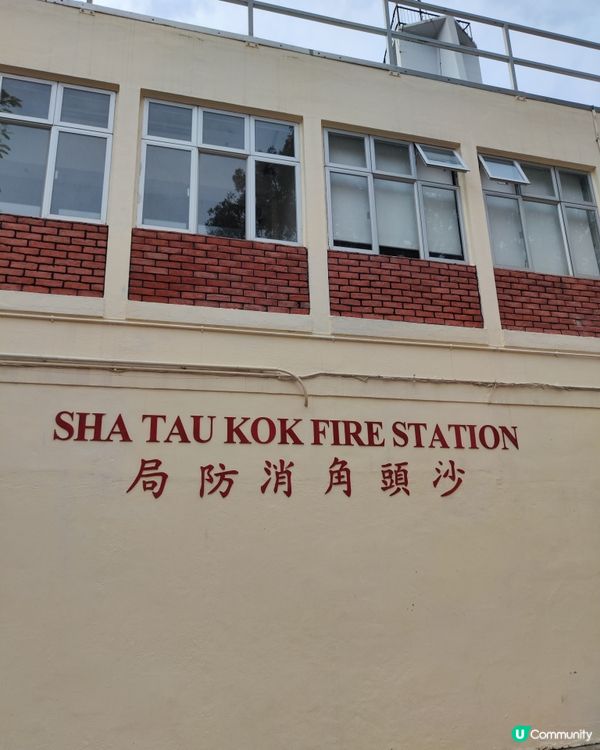 SHA TAU KOK FIRE STATION
沙頭角消防局
U Community